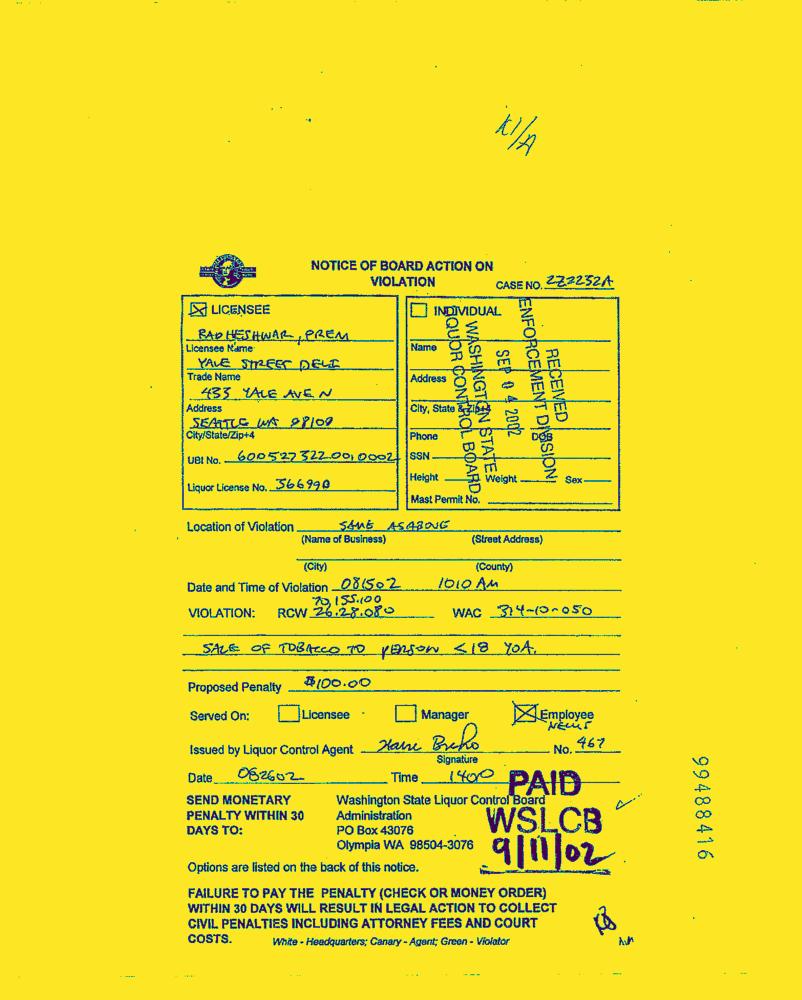 K1/A
NOTICE OF BOARD ACTION ON
VIOLATION
CASE NO. 2Z2252A
LICENSEE
RADHESHWAR, PREM
Licensee Name
YALE STREET DELI
Trade Name
433 YALE AVE N
Address
SEATTLE WA 98109
City/State/Zip+4
UBI No. 600527322 001 0002
Liquor License No. 366990
INDIVIDUAL
Name
Address
City, State & Zip+4
Phone DOB
SSN
Height Weight Sex
Mast Permit No.
RECEIVED
ENFORCEMENT DIVISION
SEP 04 2002
WASHINGTON STATE
LIQUOR CONTROL BOARD
Location of Violation SAME AS ABOVE
(Name of Business) (Street Address)
(City) (County)
Date and Time of Violation 081502 1010 AM
70,155.100
VIOLATION: RCW 26.28.080 WAC 314-10-050
SALE OF TOBACCO TO PERSON <18 YOA.
Proposed Penalty $100.00
Served On: Licensee Manager Employee
Issued by Liquor Control Agent No. 467
Signature
Date 082602 Time 1400
PAID
WSLCB
9/11/02
SEND MONETARY
PENALTY WITHIN 30
DAYS TO:
Washington State Liquor Control Board
Administration
PO Box 43076
Olympia WA 98504-3076
Options are listed on the back of this notice.
FAILURE TO PAY THE PENALTY (CHECK OR MONEY ORDER)
WITHIN 30 DAYS WILL RESULT IN LEGAL ACTION TO COLLECT
CIVIL PENALTIES INCLUDING ATTORNEY FEES AND COURT
COSTS.
White - Headquarters; Canary - Agent; Green - Violator
99488416